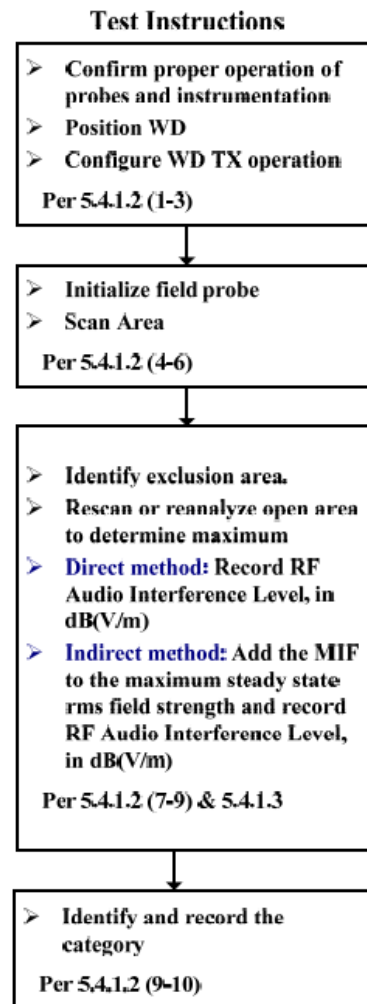 Test Instructions
➢ Confirm proper operation of
probes and instrumentation
➢ Position WD
➢ Configure WD TX operation
Per 5.4.1.2 (1-3)
➢ Initialize field probe
➢ Scan Area
Per 5.4.1.2 (4-6)
➢ Identify exclusion area.
➢ Rescan or reanalyze open area
to determine maximum
➢ Direct method: Record RF
Audio Interference Level, in
dB(V/m)
➢ Indirect method: Add the MIF
to the maximum steady state
rms field strength and record
RF Audio Interference Level,
in dB(V/m)
Per 5.4.1.2 (7-9) & 5.4.1.3
➢ Identify and record the
category
Per 5.4.1.2 (9-10)